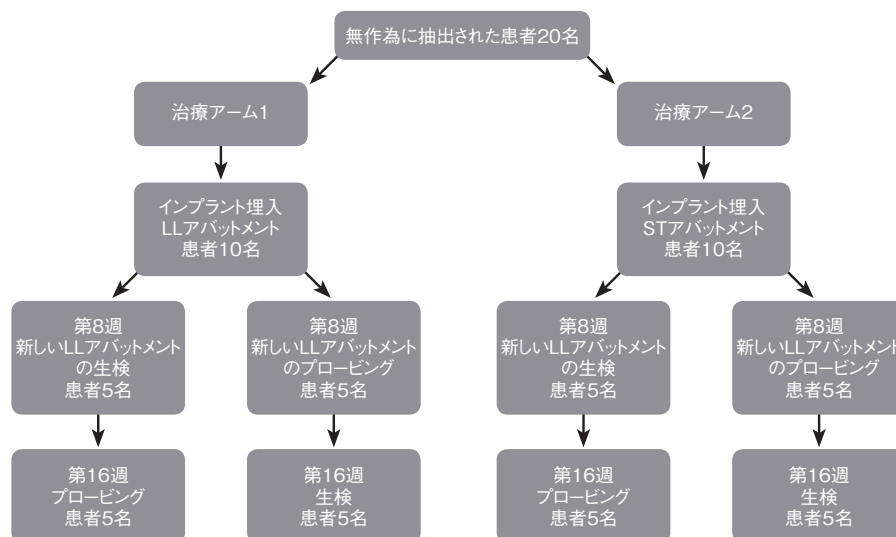 無作為に抽出された患者20名
治療アーム1
治療アーム2
インプラント埋入
LLアバットメント
患者10名
インプラント埋入
STアバットメント
患者10名
第8週
新しいLLアバットメント
の生検
患者5名
第8週
新しいLLアバットメント
のプロービング
患者5名
第8週
新しいLLアバットメント
の生検
患者5名
第8週
新しいLLアバットメント
のプロービング
患者5名
第16週
プロービング
患者5名
第16週
生検
患者5名
第16週
プロービング
患者5名
第16週
生検
患者5名